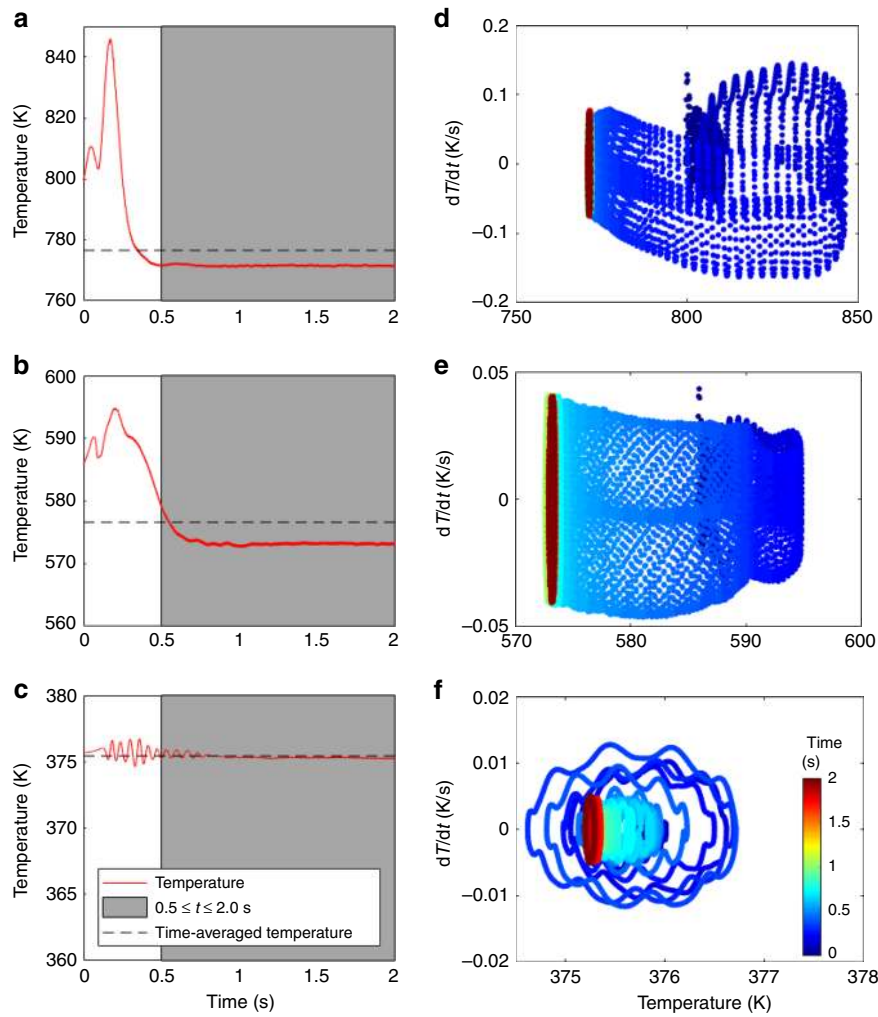 a
840
820
800
780
760
Temperature (K)
0 0.5 1 1.5 2
d
0.2
0.1
0
−0.1
−0.2
dT/dt (K/s)
750 800 850
b
600
590
580
570
560
Temperature (K)
0 0.5 1 1.5 2
e
0.05
0
−0.05
dT/dt (K/s)
570 580 590 600
c
380
375
370
365
360
Temperature (K)
Temperature
0.5 ≤ t ≤ 2.0 s
Time-averaged temperature
0 0.5 1 1.5 2
Time (s)
f
0.02
0.01
0
−0.01
−0.02
dT/dt (K/s)
Time
(s)
2
1.5
1
0.5
0
375 376 377 378
Temperature (K)